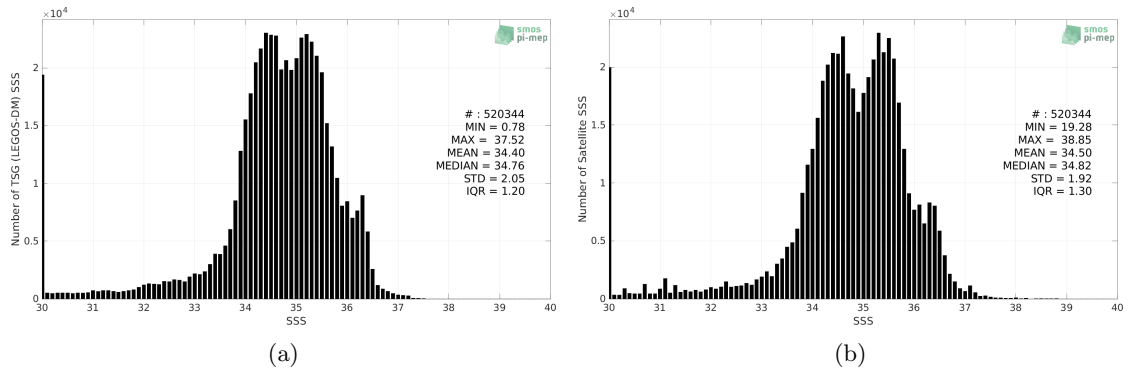 ×10^4
smos
pi-mep
2
1.5
1
0.5
0
Number of TSG (LEGOS-DM) SSS
# : 520344
MIN = 0.78
MAX = 37.52
MEAN = 34.40
MEDIAN = 34.76
STD = 2.05
IQR = 1.20
30 31 32 33 34 35 36 37 38 39 40
SSS
(a)
×10^4
smos
pi-mep
2
1.5
1
0.5
0
Number of Satellite SSS
# : 520344
MIN = 19.28
MAX = 38.85
MEAN = 34.50
MEDIAN = 34.82
STD = 1.92
IQR = 1.30
30 31 32 33 34 35 36 37 38 39 40
SSS
(b)